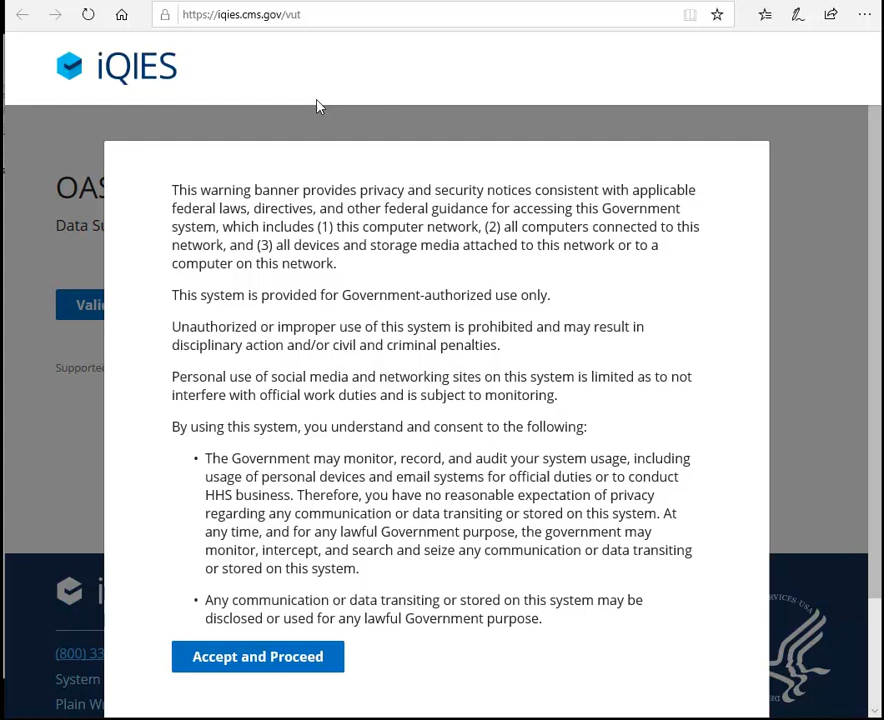 https://iqies.cms.gov/vut
iQIES
This warning banner provides privacy and security notices consistent with applicable
federal laws, directives, and other federal guidance for accessing this Government
system, which includes (1) this computer network, (2) all computers connected to this
network, and (3) all devices and storage media attached to this network or to a
computer on this network.
This system is provided for Government-authorized use only.
Unauthorized or improper use of this system is prohibited and may result in
disciplinary action and/or civil and criminal penalties.
Personal use of social media and networking sites on this system is limited as to not
interfere with official work duties and is subject to monitoring.
By using this system, you understand and consent to the following:
• The Government may monitor, record, and audit your system usage, including
usage of personal devices and email systems for official duties or to conduct
HHS business. Therefore, you have no reasonable expectation of privacy
regarding any communication or data transiting or stored on this system. At
any time, and for any lawful Government purpose, the government may
monitor, intercept, and search and seize any communication or data transiting
or stored on this system.
• Any communication or data transiting or stored on this system may be
disclosed or used for any lawful Government purpose.
Accept and Proceed
OAS
Data Su
Vali
Supported
(800) 33
System
Plain W
RVICES·USA
DE